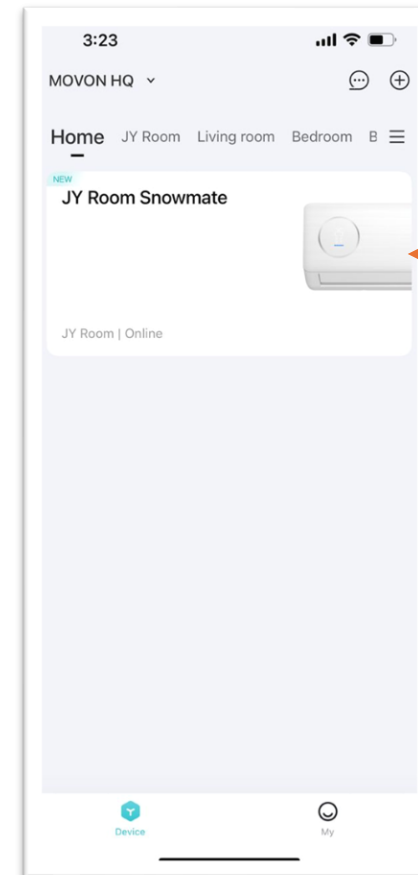 3:23
MOVON HQ
Home JY Room Living room Bedroom B
NEW
JY Room Snowmate
JY Room | Online
Device My